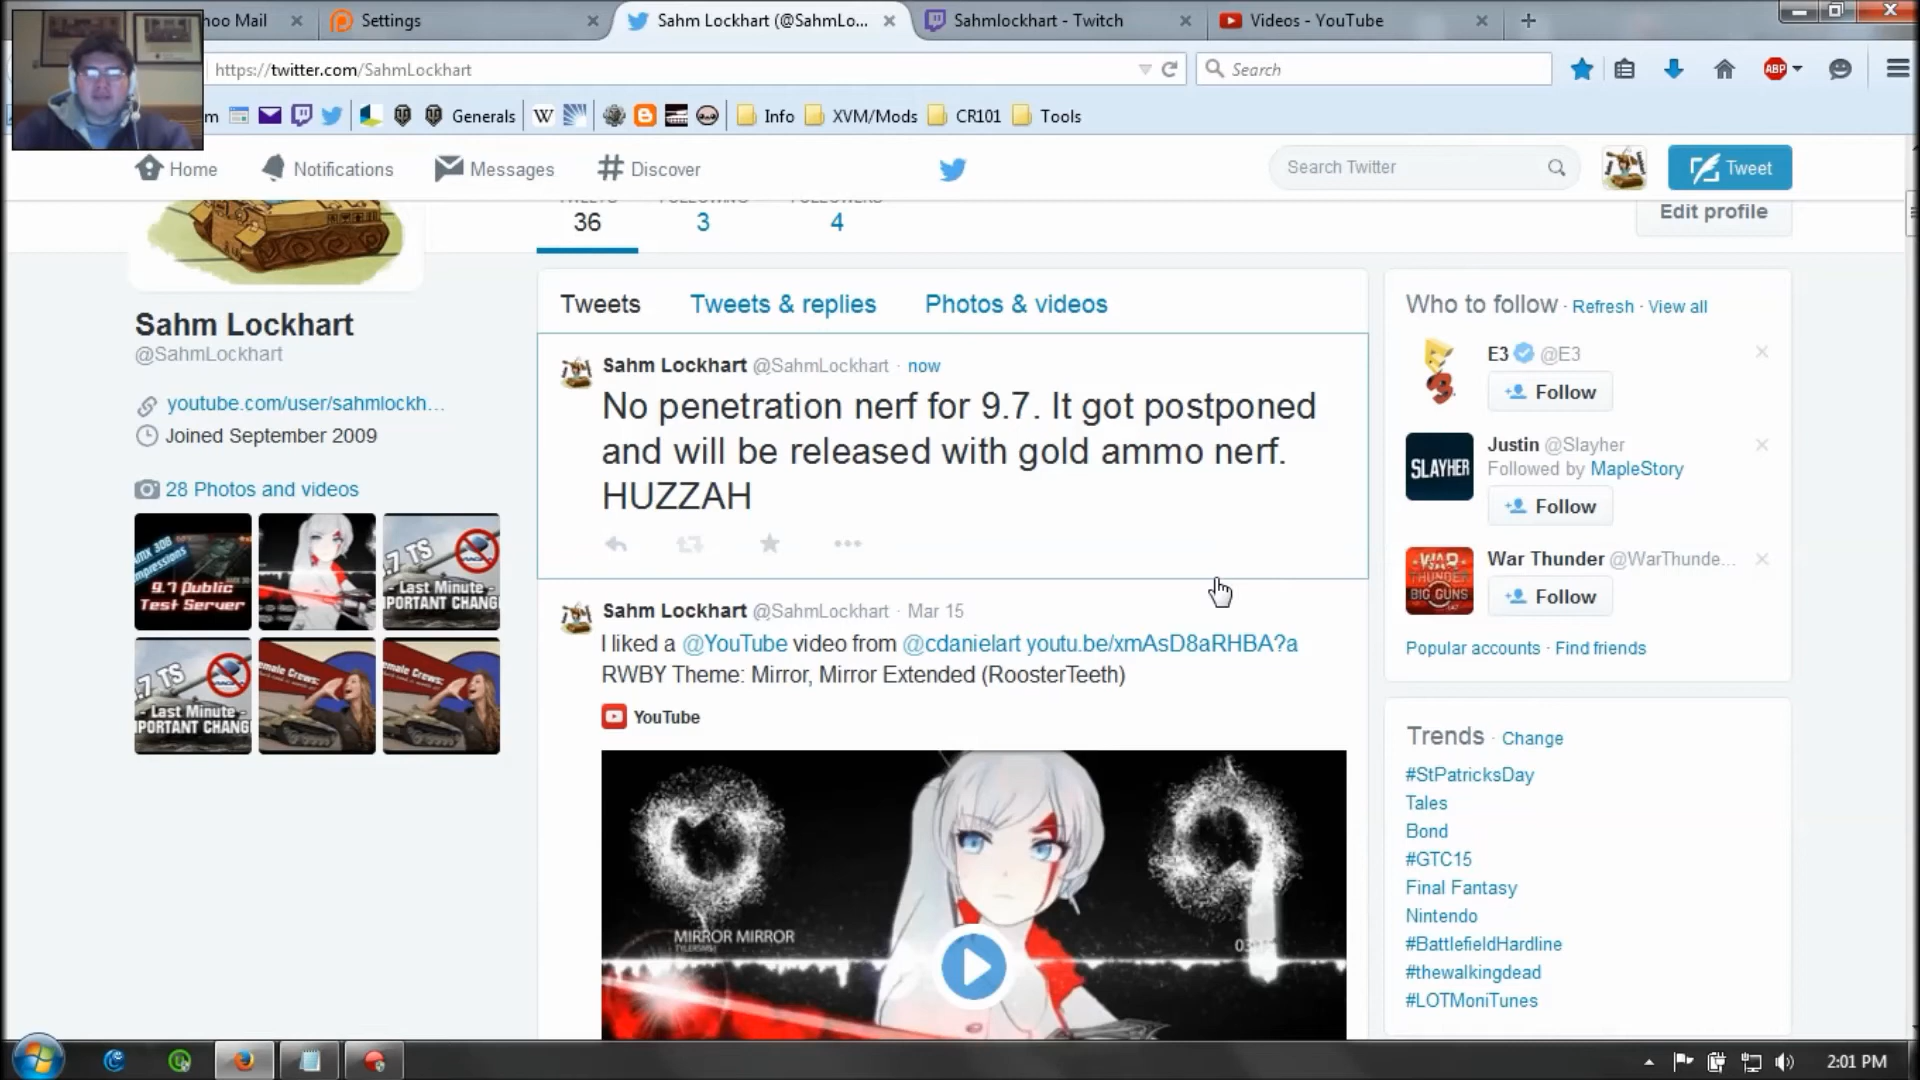 hoo Mail
Settings
Sahm Lockhart (@SahmLo...
Sahmlockhart - Twitch
Videos - YouTube
https://twitter.com/SahmLockhart
Search
ABP
m
Generals
W
Info
XVM/Mods
CR101
Tools
Home
Notifications
Messages
Discover
Search Twitter
Tweet
TWEETS
FOLLOWING
FOLLOWERS
36
3
4
Edit profile
Sahm Lockhart
@SahmLockhart
youtube.com/user/sahmlockh...
Joined September 2009
28 Photos and videos
MX 30B
mpressions
9.7 Public
Test Server
.7 TS
- Last Minute -
PORTANT CHANG
.7 TS
- Last Minute -
PORTANT CHANG
emale Crews:
emale Crews:
Tweets
Tweets & replies
Photos & videos
Sahm Lockhart @SahmLockhart · now
No penetration nerf for 9.7. It got postponed
and will be released with gold ammo nerf.
HUZZAH
Sahm Lockhart @SahmLockhart · Mar 15
I liked a @YouTube video from @cdanielart youtu.be/xmAsD8aRHBA?a
RWBY Theme: Mirror, Mirror Extended (RoosterTeeth)
YouTube
MIRROR MIRROR
Who to follow · Refresh · View all
E3 @E3
Follow
SLAYHER
Justin @Slayher
Followed by MapleStory
Follow
WAR
THUNDER
BIG GUNS
War Thunder @WarThunde...
Follow
Popular accounts · Find friends
Trends · Change
#StPatricksDay
Tales
Bond
#GTC15
Final Fantasy
Nintendo
#BattlefieldHardline
#thewalkingdead
#LOTMoniTunes
2:01 PM